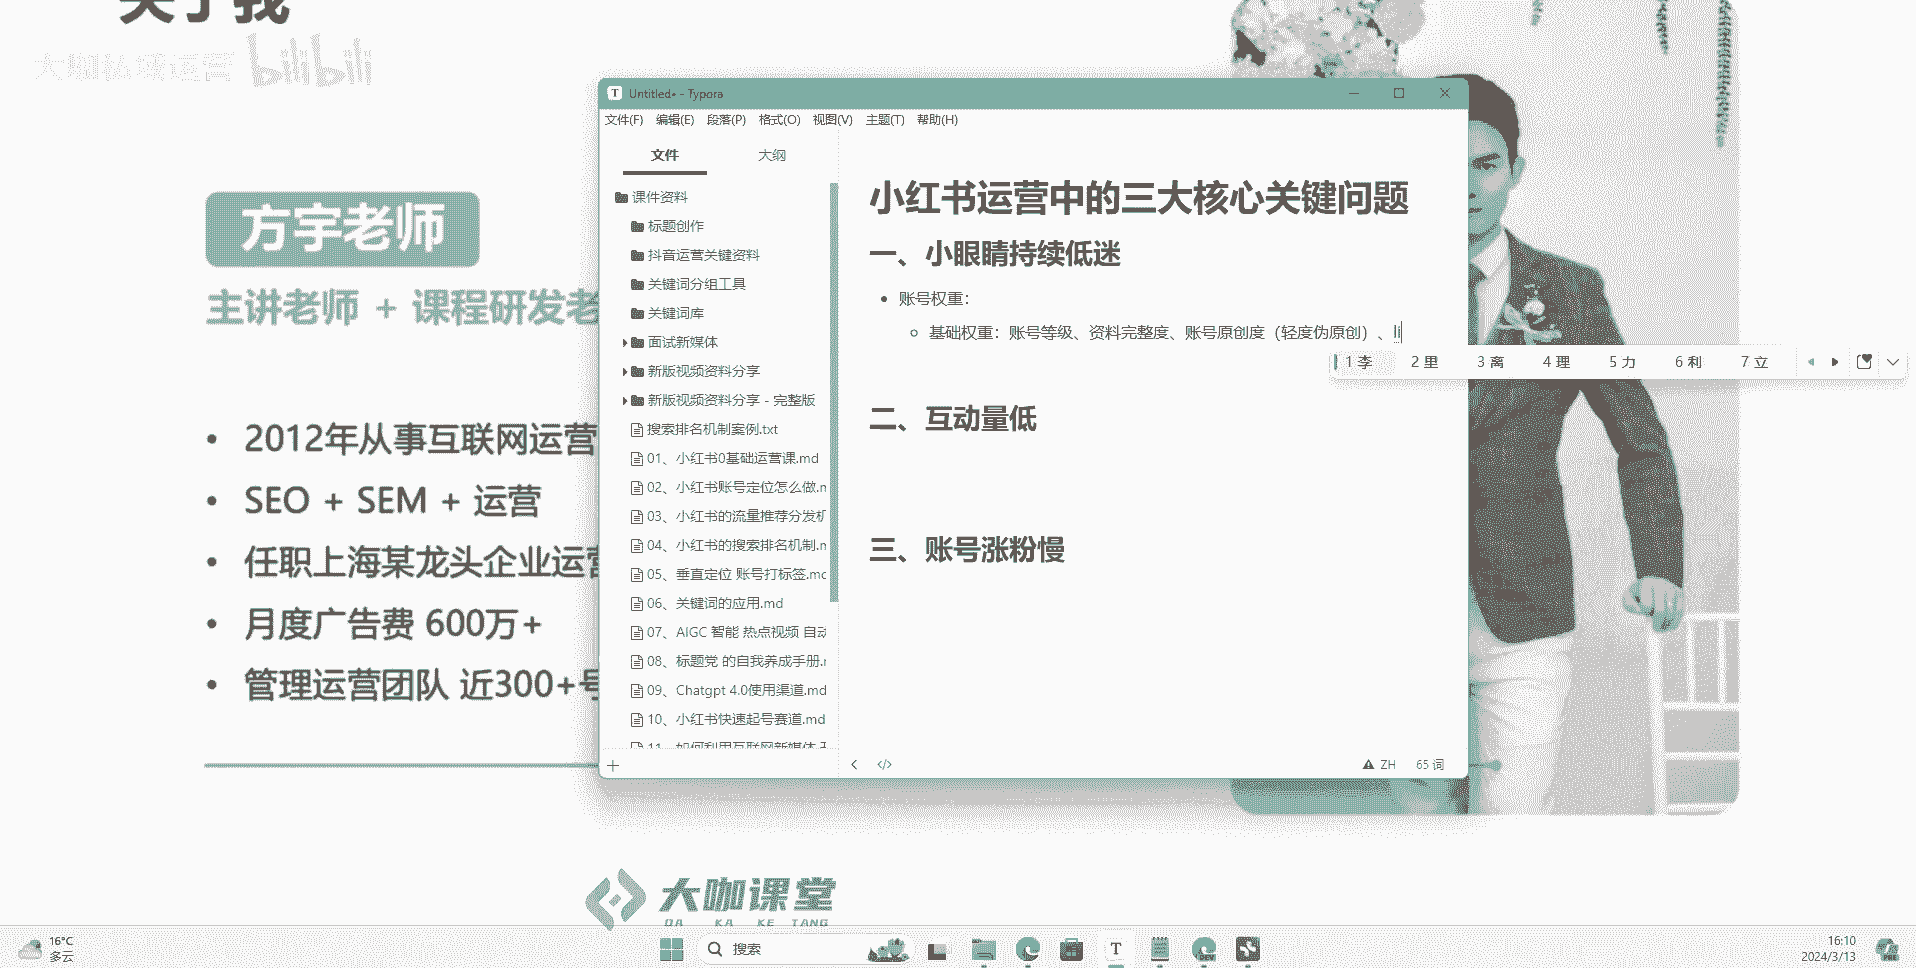 关于我
大咖私域运营 bilibili
方宇老师
主讲老师 + 课程研发老
• 2012年从事互联网运营
• SEO + SEM + 运营
• 任职上海某龙头企业运营
• 月度广告费 600万+
• 管理运营团队 近300+号
Untitled• - Typora
文件(F) 编辑(E) 段落(P) 格式(O) 视图(V) 主题(T) 帮助(H)
文件 大纲
课件资料
标题创作
抖音运营关键资料
关键词分组工具
关键词库
面试新媒体
新版视频资料分享
新版视频资料分享 - 完整版
搜索排名机制案例.txt
01、小红书0基础运营课.md
02、小红书账号定位怎么做.m
03、小红书的流量推荐分发机
04、小红书的搜索排名机制.m
05、垂直定位 账号打标签.md
06、关键词的应用.md
07、AIGC 智能 热点视频 自动
08、标题党 的自我养成手册.m
09、Chatgpt 4.0使用渠道.md
10、小红书快速起号赛道.md
11、如何利用互联网新媒体
小红书运营中的三大核心关键问题
一、小眼睛持续低迷
• 账号权重：
◦ 基础权重：账号等级、资料完整度、账号原创度（轻度伪原创）、li
1 李 2 里 3 离 4 理 5 力 6 利 7 立
二、互动量低
三、账号涨粉慢
ZH 65 词
大咖课堂
DA KA KE TANG
16°C
多云
搜索
16:10
2024/3/13